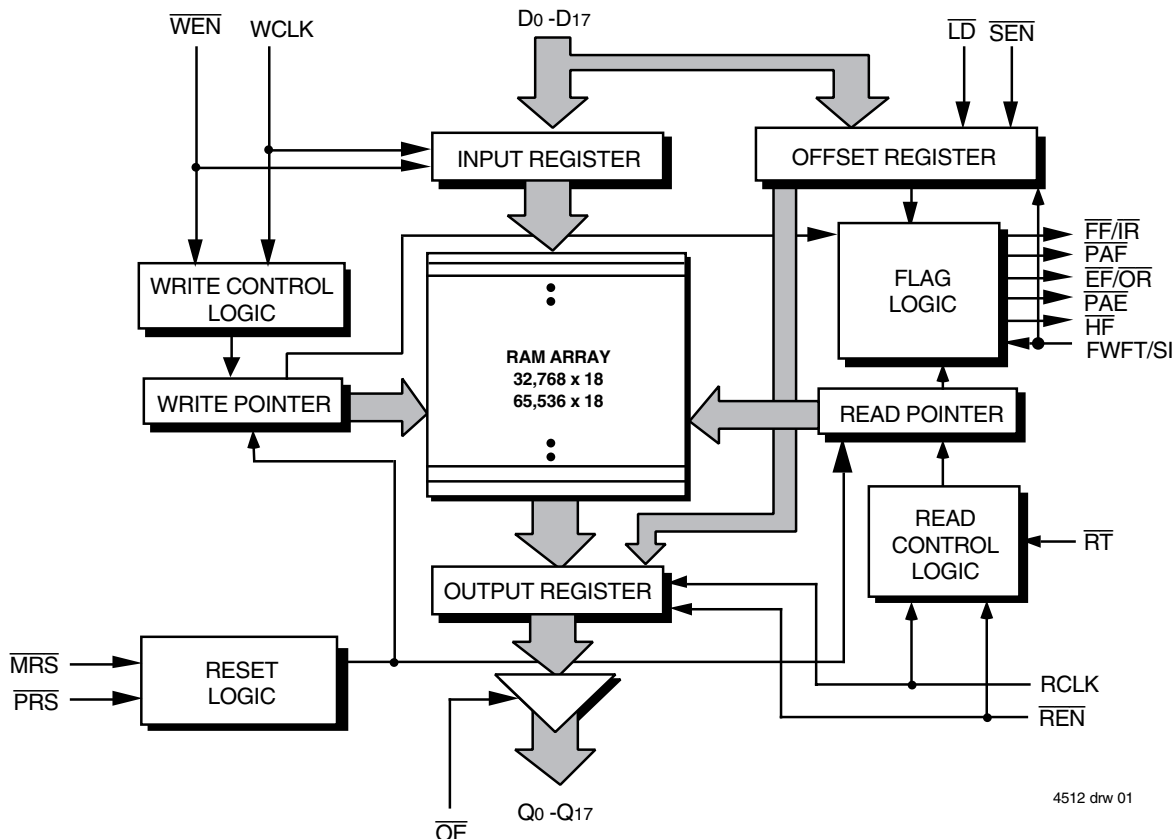 WEN
WCLK
D0 -D17
LD
SEN
INPUT REGISTER
OFFSET REGISTER
WRITE CONTROL
LOGIC
FLAG
LOGIC
FF/IR
PAF
EF/OR
PAE
HF
FWFT/SI
RAM ARRAY
32,768 x 18
65,536 x 18
WRITE POINTER
READ POINTER
READ
CONTROL
LOGIC
RT
OUTPUT REGISTER
MRS
PRS
RESET
LOGIC
RCLK
REN
OE
Q0 -Q17
4512 drw 01